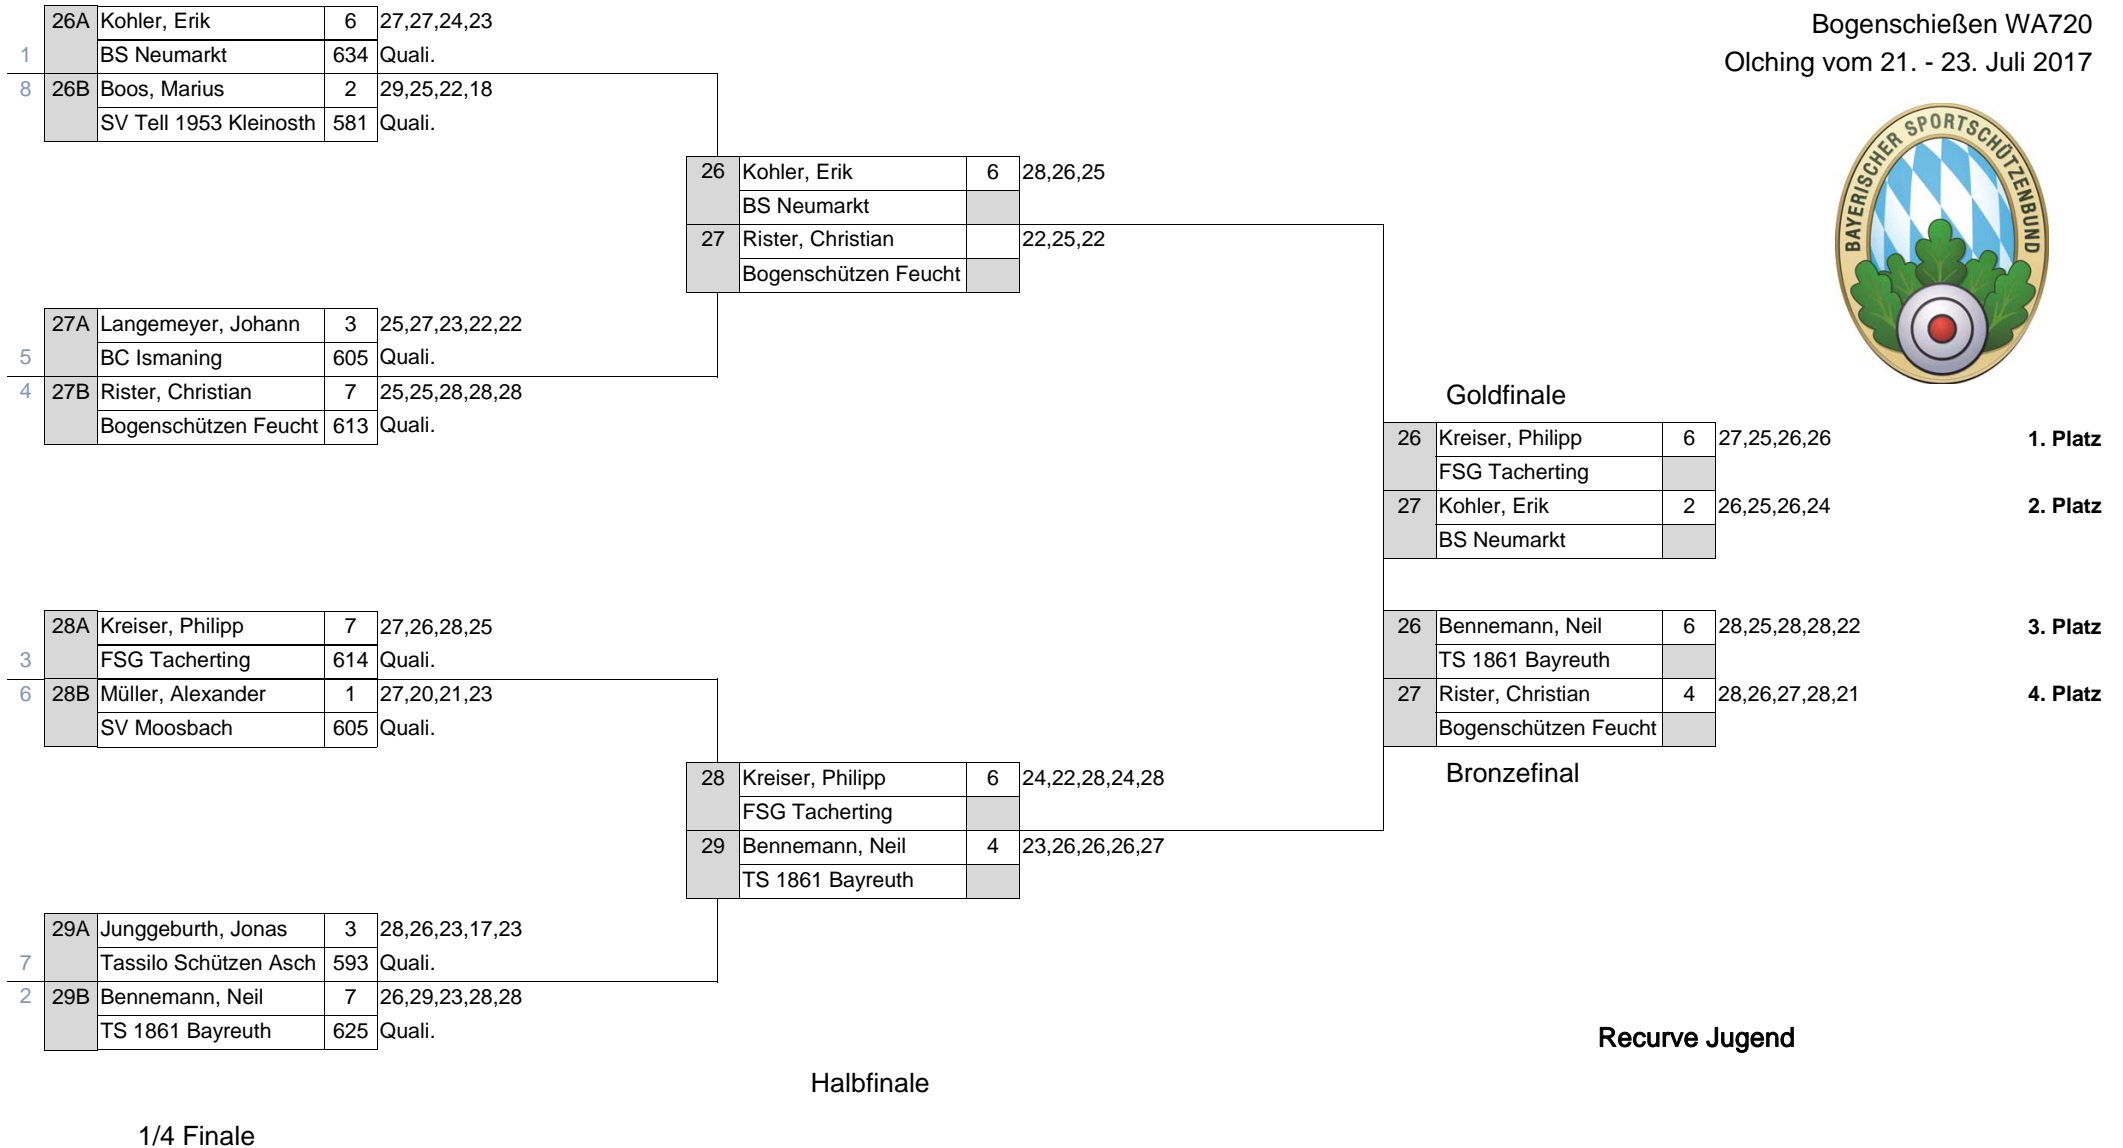 Bogenschießen WA720
Olching vom 21. - 23. Juli 2017
BAYERISCHER SPORTSCHÜTZENBUND
26A Kohler, Erik 6 27,27,24,23
1 BS Neumarkt 634 Quali.
8 26B Boos, Marius 2 29,25,22,18
SV Tell 1953 Kleinosth 581 Quali.
26 Kohler, Erik 6 28,26,25
BS Neumarkt
27 Rister, Christian 22,25,22
Bogenschützen Feucht
27A Langemeyer, Johann 3 25,27,23,22,22
5 BC Ismaning 605 Quali.
4 27B Rister, Christian 7 25,25,28,28,28
Bogenschützen Feucht 613 Quali.
Goldfinale
26 Kreiser, Philipp 6 27,25,26,26 1. Platz
FSG Tacherting
27 Kohler, Erik 2 26,25,26,24 2. Platz
BS Neumarkt
28A Kreiser, Philipp 7 27,26,28,25
3 FSG Tacherting 614 Quali.
6 28B Müller, Alexander 1 27,20,21,23
SV Moosbach 605 Quali.
26 Bennemann, Neil 6 28,25,28,28,22 3. Platz
TS 1861 Bayreuth
27 Rister, Christian 4 28,26,27,28,21 4. Platz
Bogenschützen Feucht
Bronzefinal
28 Kreiser, Philipp 6 24,22,28,24,28
FSG Tacherting
29 Bennemann, Neil 4 23,26,26,26,27
TS 1861 Bayreuth
29A Junggeburth, Jonas 3 28,26,23,17,23
7 Tassilo Schützen Asch 593 Quali.
2 29B Bennemann, Neil 7 26,29,23,28,28
TS 1861 Bayreuth 625 Quali.
Recurve Jugend
Halbfinale
1/4 Finale